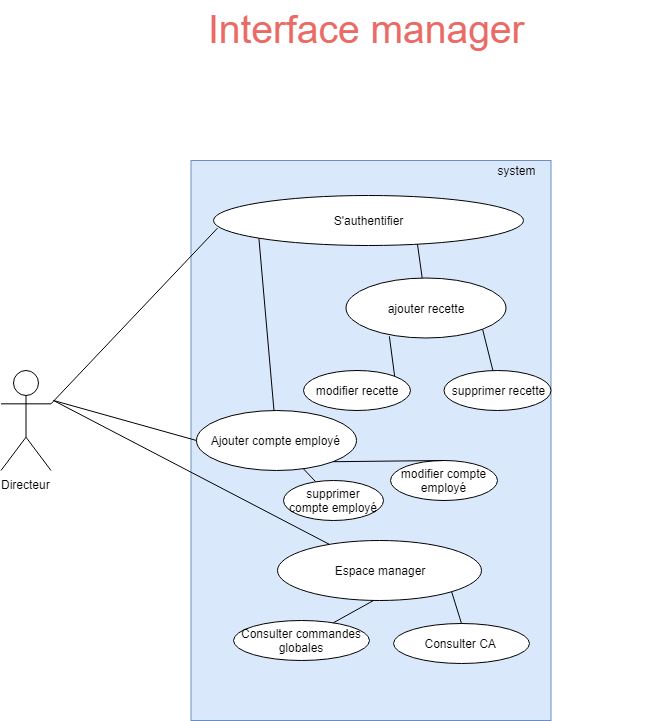 Interface manager
system
S'authentifier
ajouter recette
modifier recette
supprimer recette
Ajouter compte employé
modifier compte
employé
Directeur
supprimer
compte employé
Espace manager
Consulter commandes
globales
Consulter CA